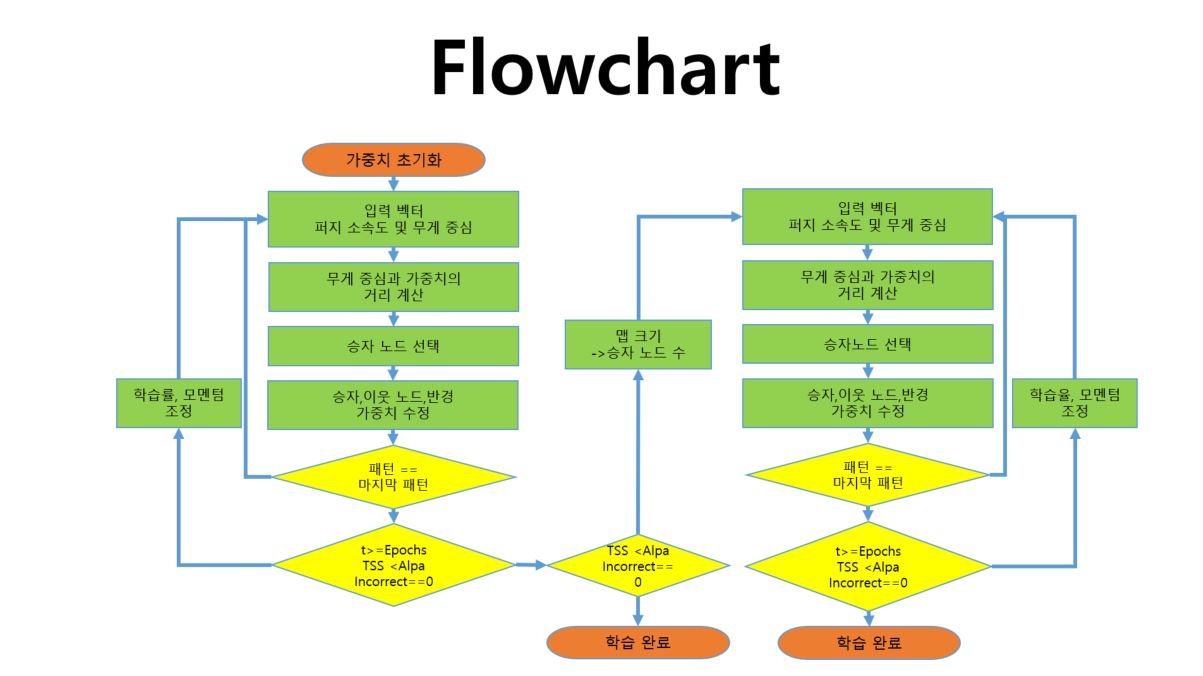 Flowchart
가중치 초기화
입력 벡터
퍼지 소속도 및 무게 중심
무게 중심과 가중치의
거리 계산
승자 노드 선택
승자,이웃 노드,반경
가중치 수정
학습률, 모멘텀
조정
패턴 ==
마지막 패턴
t>=Epochs
TSS <Alpa
Incorrect==0
맵 크기
->승자 노드 수
TSS <Alpa
Incorrect==
0
학습 완료
입력 벡터
퍼지 소속도 및 무게 중심
무게 중심과 가중치의
거리 계산
승자노드 선택
승자,이웃 노드,반경
가중치 수정
학습율, 모멘텀
조정
패턴 ==
마지막 패턴
t>=Epochs
TSS <Alpa
Incorrect==0
학습 완료